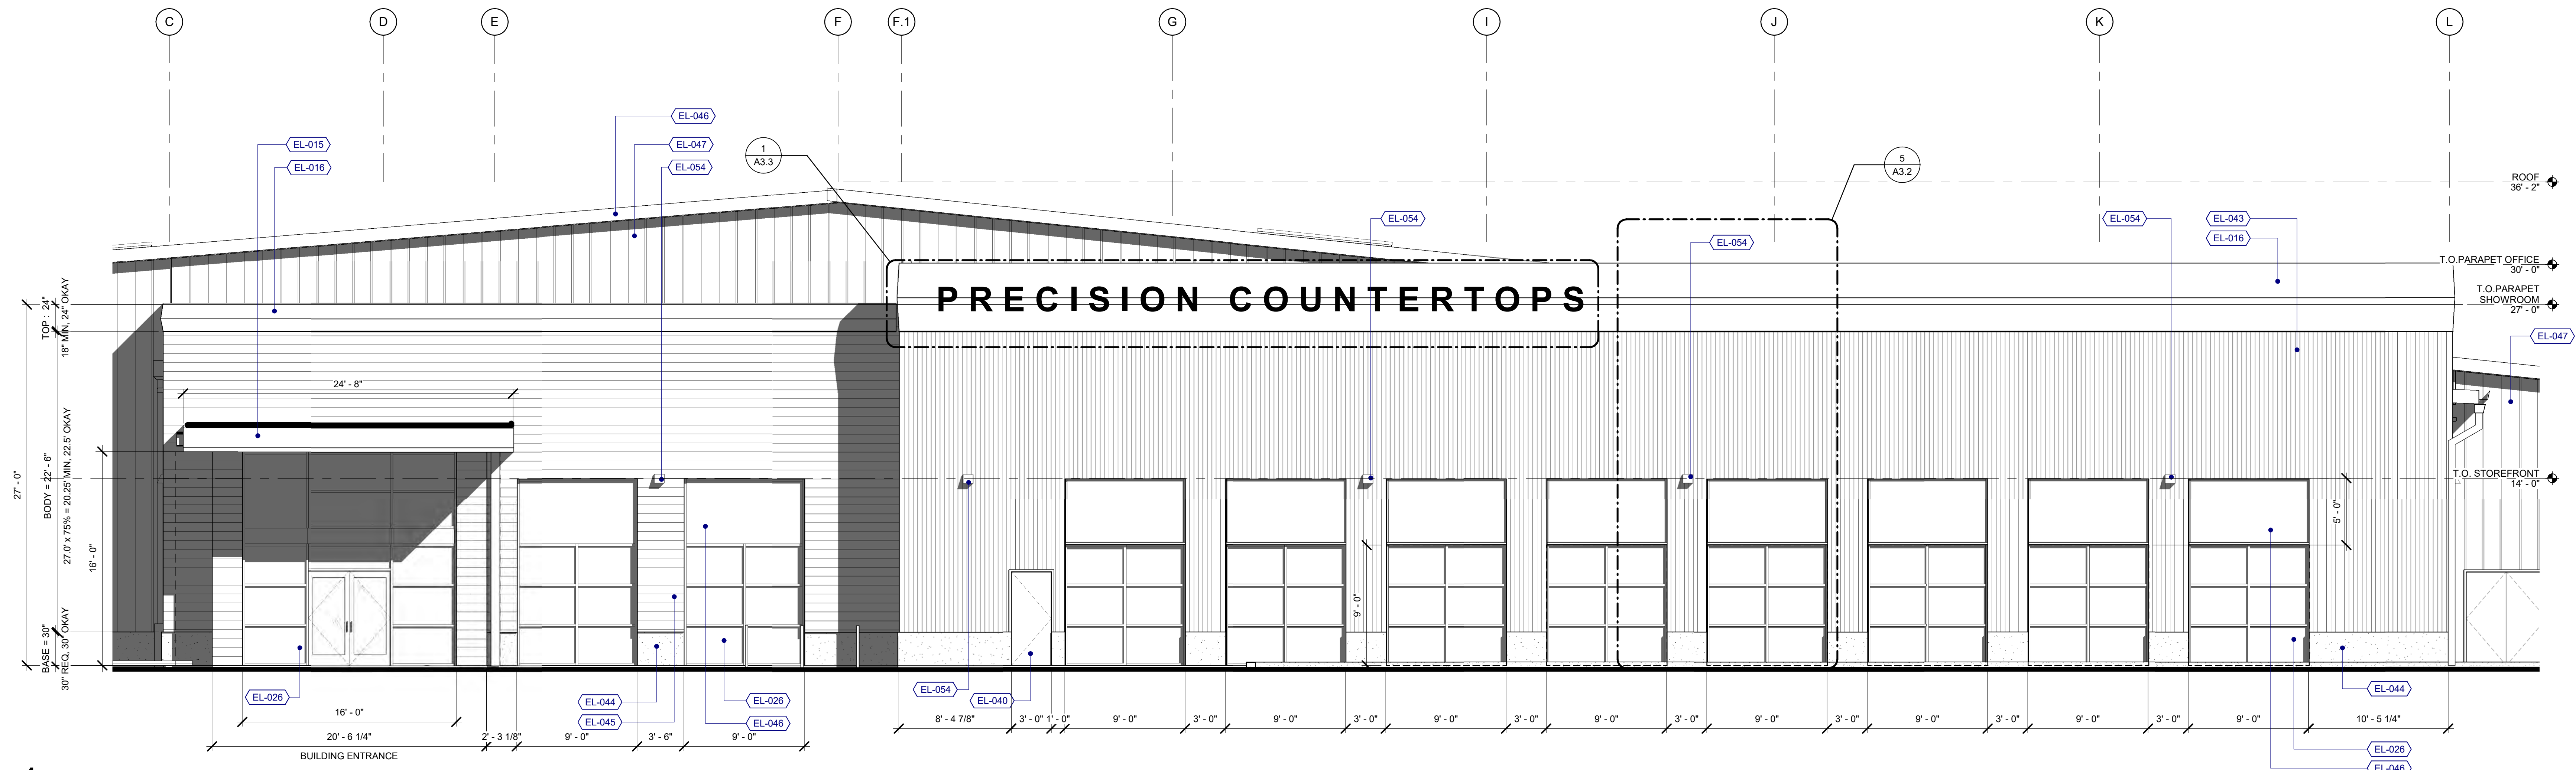 C
D
E
F
F.1
G
I
J
K
L
EL-046
EL-015
EL-047
EL-016
EL-054
1
A3.3
5
A3.2
ROOF
36' - 2"
EL-054
EL-054
EL-054
EL-043
EL-016
T.O.PARAPET OFFICE
30' - 0"
T.O.PARAPET
SHOWROOM
27' - 0"
PRECISION COUNTERTOPS
EL-047
TOP : 24"
18" MIN, 24" OKAY
24' - 8"
27' - 0"
BODY = 22' - 6"
27.0' x 75% = 20.25' MIN, 22.5' OKAY
16' - 0"
T.O. STOREFRONT
14' - 0"
5' - 0"
9' - 0"
BASE = 30"
30" REQ, 30" OKAY
EL-026
EL-044
EL-045
EL-026
EL-046
EL-054
EL-040
EL-044
16' - 0"
20' - 6 1/4"
BUILDING ENTRANCE
2' - 3 1/8"
9' - 0"
3' - 6"
9' - 0"
8' - 4 7/8"
3' - 0"
1' - 0"
9' - 0"
3' - 0"
9' - 0"
3' - 0"
9' - 0"
3' - 0"
9' - 0"
3' - 0"
9' - 0"
3' - 0"
9' - 0"
3' - 0"
9' - 0"
3' - 0"
9' - 0"
10' - 5 1/4"
EL-026
EL-046